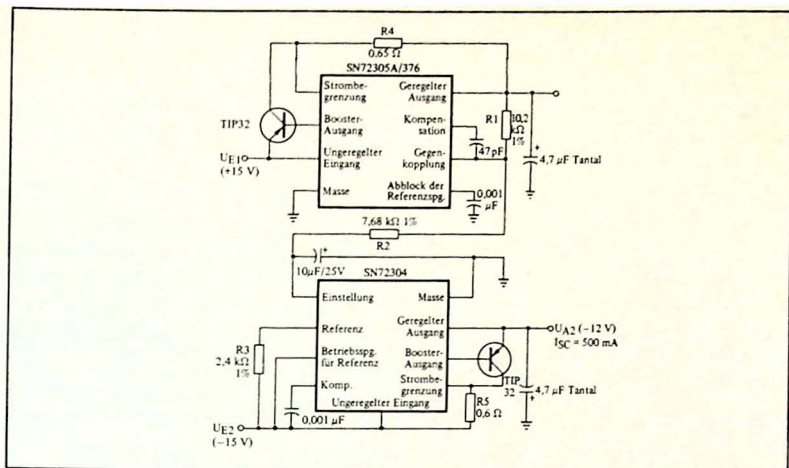 R4
0.65 Ω
SN72305A/376
Strombe-
grenzung
Geregelter
Ausgang
TIP32
Booster-
Ausgang
Kompen-
sation
R1
10,2
kΩ
1%
47pF
4,7 µF Tantal
UE1
(+15 V)
Ungeregelter
Eingang
Gegen-
kopplung
Masse
Abblock der
Referenzspg.
0,001
µF
7,68 kΩ 1%
R2
10µF/25V
SN72304
Einstellung
Masse
Referenz
Geregelter
Ausgang
UA2 (−12 V)
ISC = 500 mA
R3
2,4 kΩ
1%
Betriebsspg.
für Referenz
Booster-
Ausgang
Komp.
Strombe-
grenzung
TIP
32
4,7 µF Tantal
Ungeregelter Eingang
R5
0,6 Ω
0,001 µF
UE2
(−15 V)